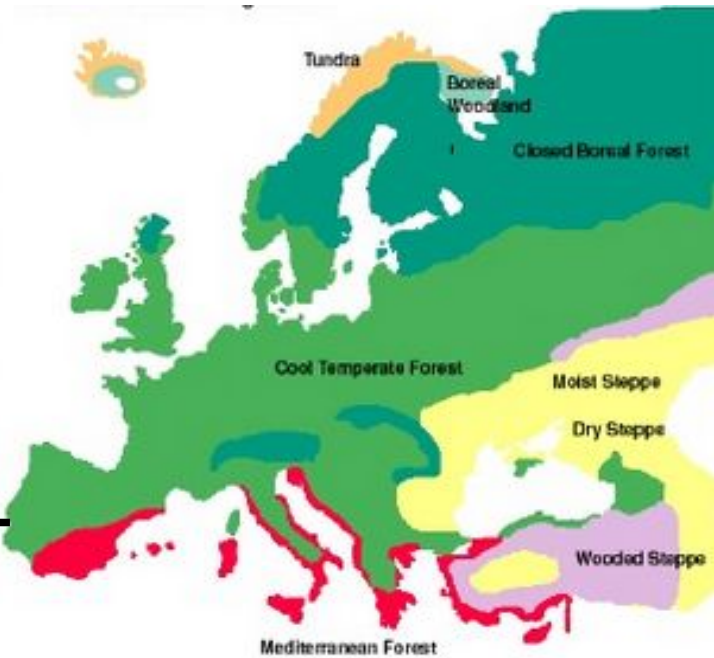 Tundra
Boreal
Woodland
Closed Boreal Forest
Cool Temperate Forest
Moist Steppe
Dry Steppe
Wooded Steppe
Mediterranean Forest